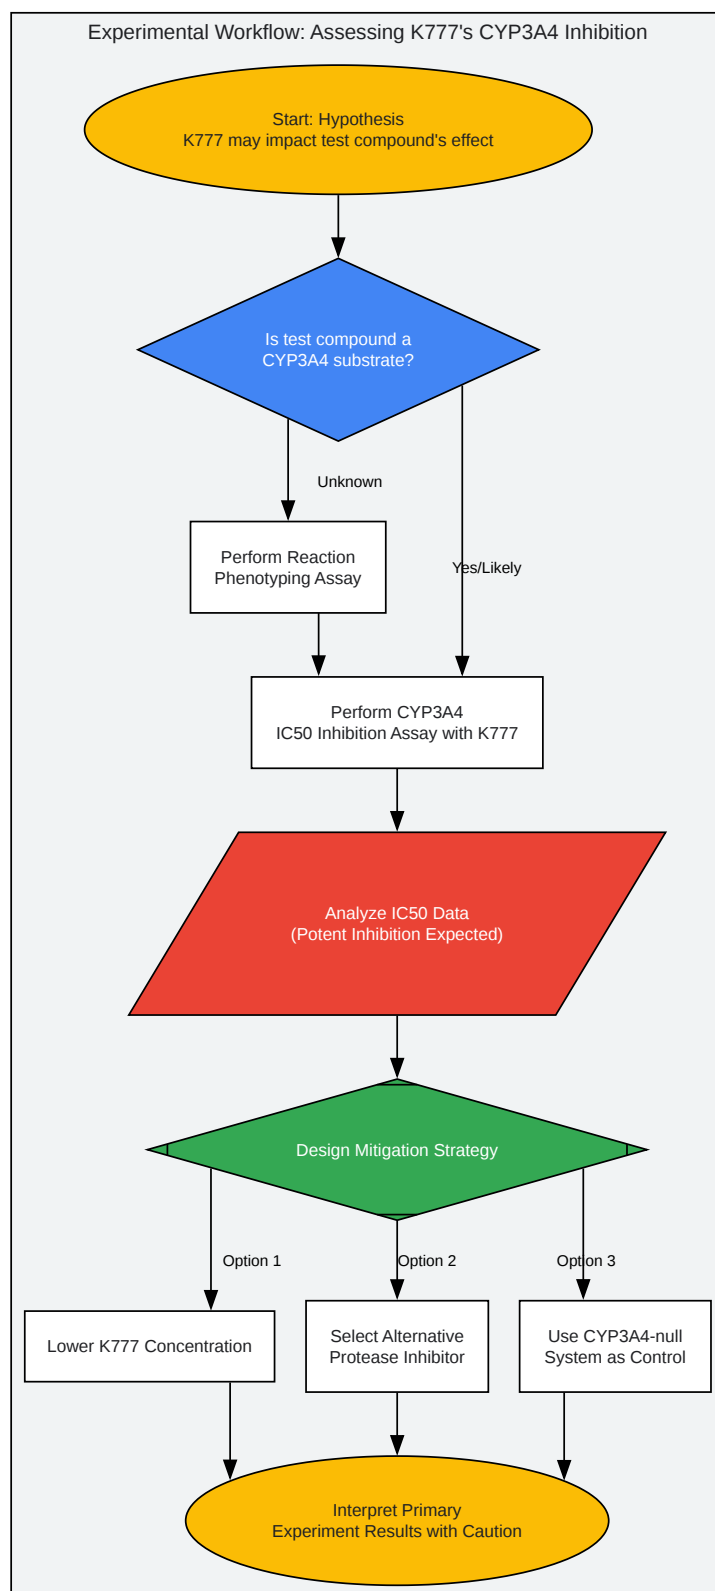 Experimental Workflow: Assessing K777's CYP3A4 Inhibition
Start: Hypothesis
K777 may impact test compound's effect
Is test compound a
CYP3A4 substrate?
Unknown
Perform Reaction
Phenotyping Assay
Yes/Likely
Perform CYP3A4
IC50 Inhibition Assay with K777
Analyze IC50 Data
(Potent Inhibition Expected)
Design Mitigation Strategy
Option 1
Option 2
Option 3
Lower K777 Concentration
Select Alternative
Protease Inhibitor
Use CYP3A4-null
System as Control
Interpret Primary
Experiment Results with Caution